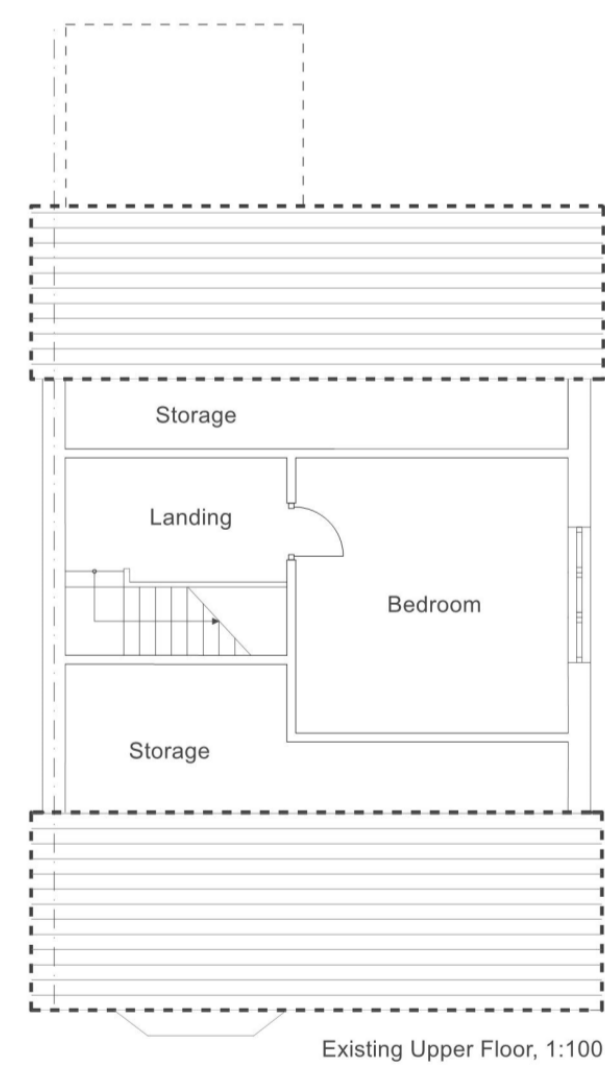 Storage
Landing
Bedroom
Storage
Existing Upper Floor, 1:100